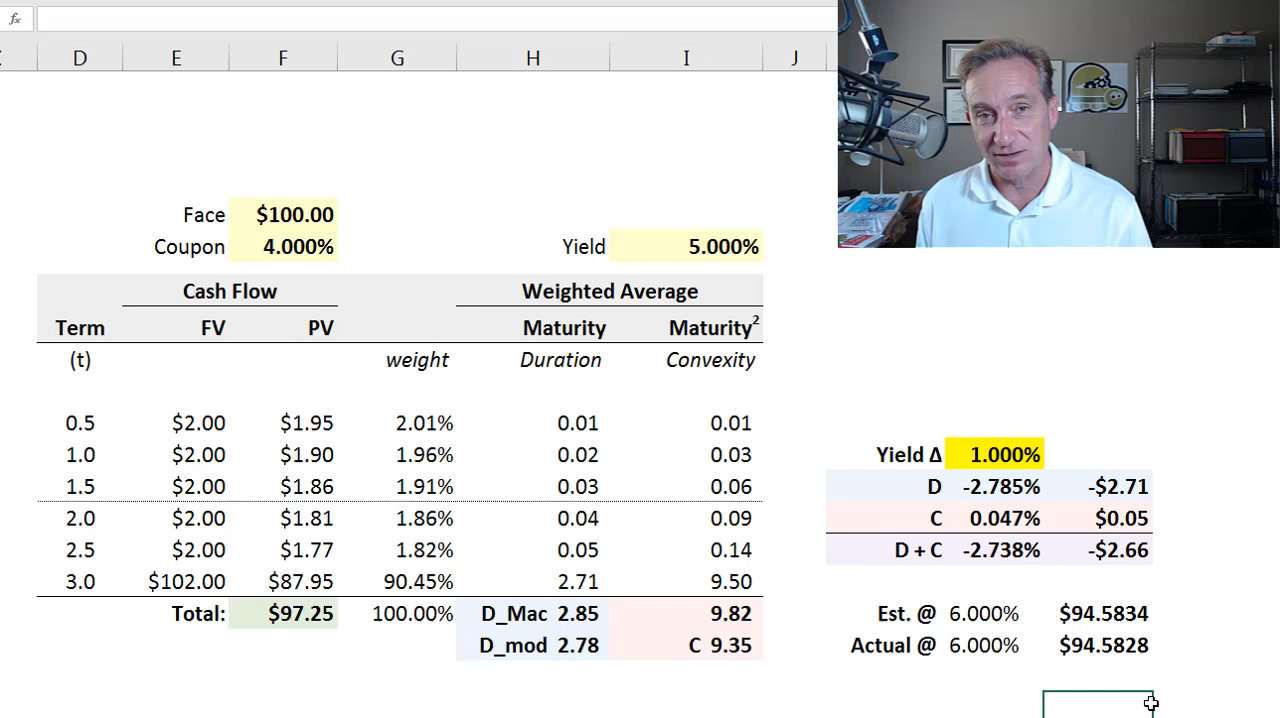 fx
D E F G H I J
Face $100.00
Coupon 4.000% Yield 5.000%
Cash Flow Weighted Average
Term FV PV Maturity Maturity²
(t) weight Duration Convexity
0.5 $2.00 $1.95 2.01% 0.01 0.01
1.0 $2.00 $1.90 1.96% 0.02 0.03
Yield Δ 1.000%
1.5 $2.00 $1.86 1.91% 0.03 0.06
D -2.785% -$2.71
2.0 $2.00 $1.81 1.86% 0.04 0.09
C 0.047% $0.05
2.5 $2.00 $1.77 1.82% 0.05 0.14
D + C -2.738% -$2.66
3.0 $102.00 $87.95 90.45% 2.71 9.50
Total: $97.25 100.00% D_Mac 2.85 9.82
Est. @ 6.000% $94.5834
D_mod 2.78 C 9.35
Actual @ 6.000% $94.5828